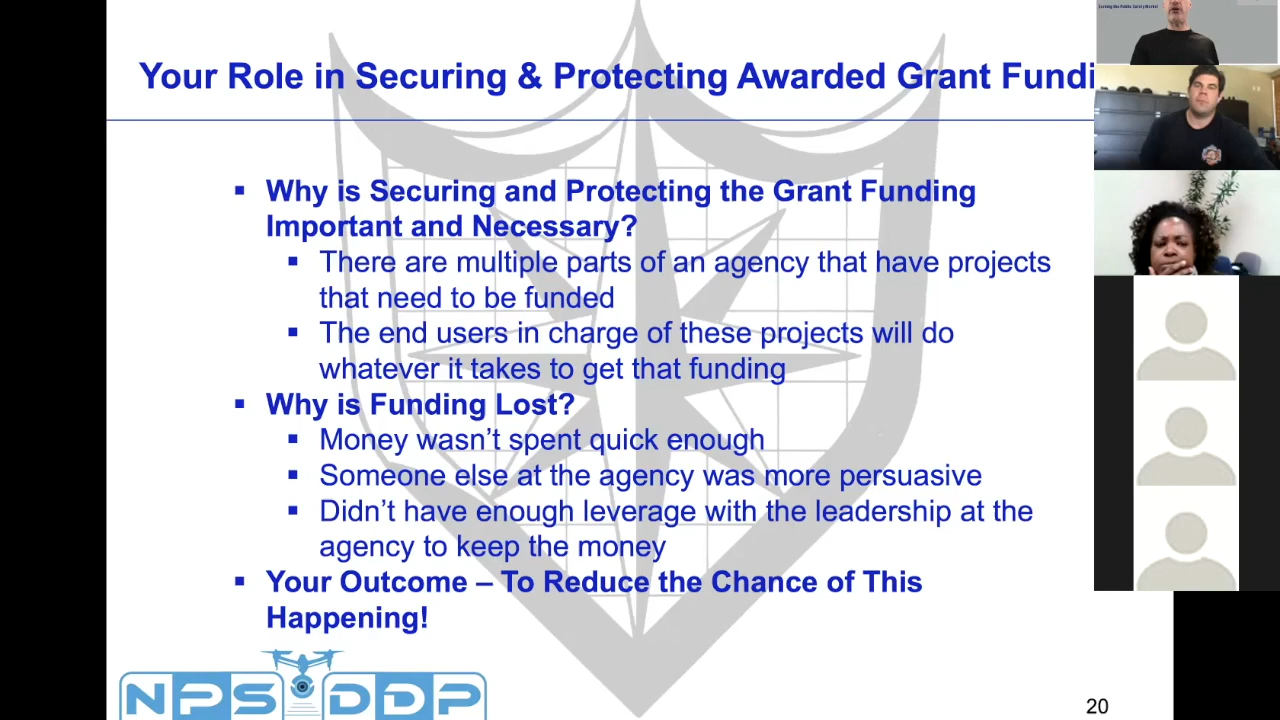 Your Role in Securing & Protecting Awarded Grant Fundi
▪ Why is Securing and Protecting the Grant Funding
Important and Necessary?
▪ There are multiple parts of an agency that have projects
that need to be funded
▪ The end users in charge of these projects will do
whatever it takes to get that funding
▪ Why is Funding Lost?
▪ Money wasn’t spent quick enough
▪ Someone else at the agency was more persuasive
▪ Didn’t have enough leverage with the leadership at the
agency to keep the money
▪ Your Outcome – To Reduce the Chance of This
Happening!
NPS DDP
20